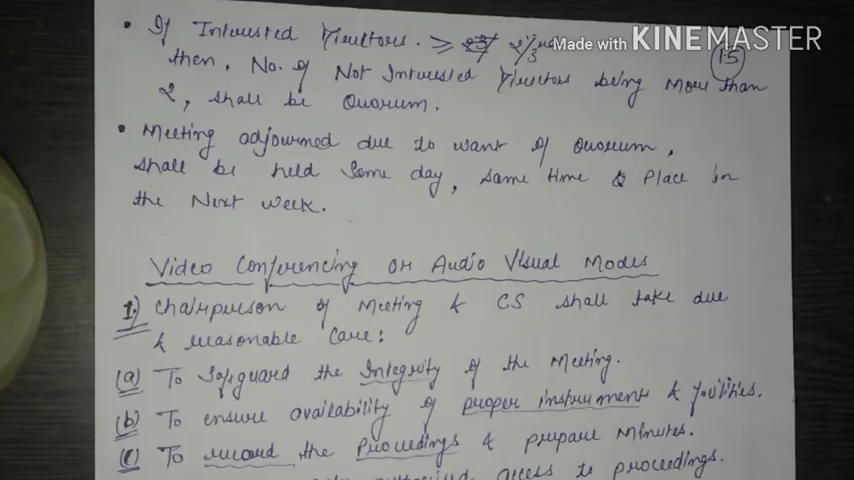 • If Interested Directors ≥ 2/3rd
Made with KINEMASTER
15
then, No. of Not Interested Directors being More than
2, shall be Quorum.
• Meeting adjourned due to want of Quorum,
shall be held Same day, same time & Place in
the Next week.
Video Conferencing or Audio Visual Modes
1.) Chairperson of Meeting & CS shall take due
& reasonable care:
(a) To Safeguard the Integrity of the Meeting.
(b) To ensure availability of proper instruments & facilities.
(c) To record the Proceedings & prepare Minutes.
access to proceedings.